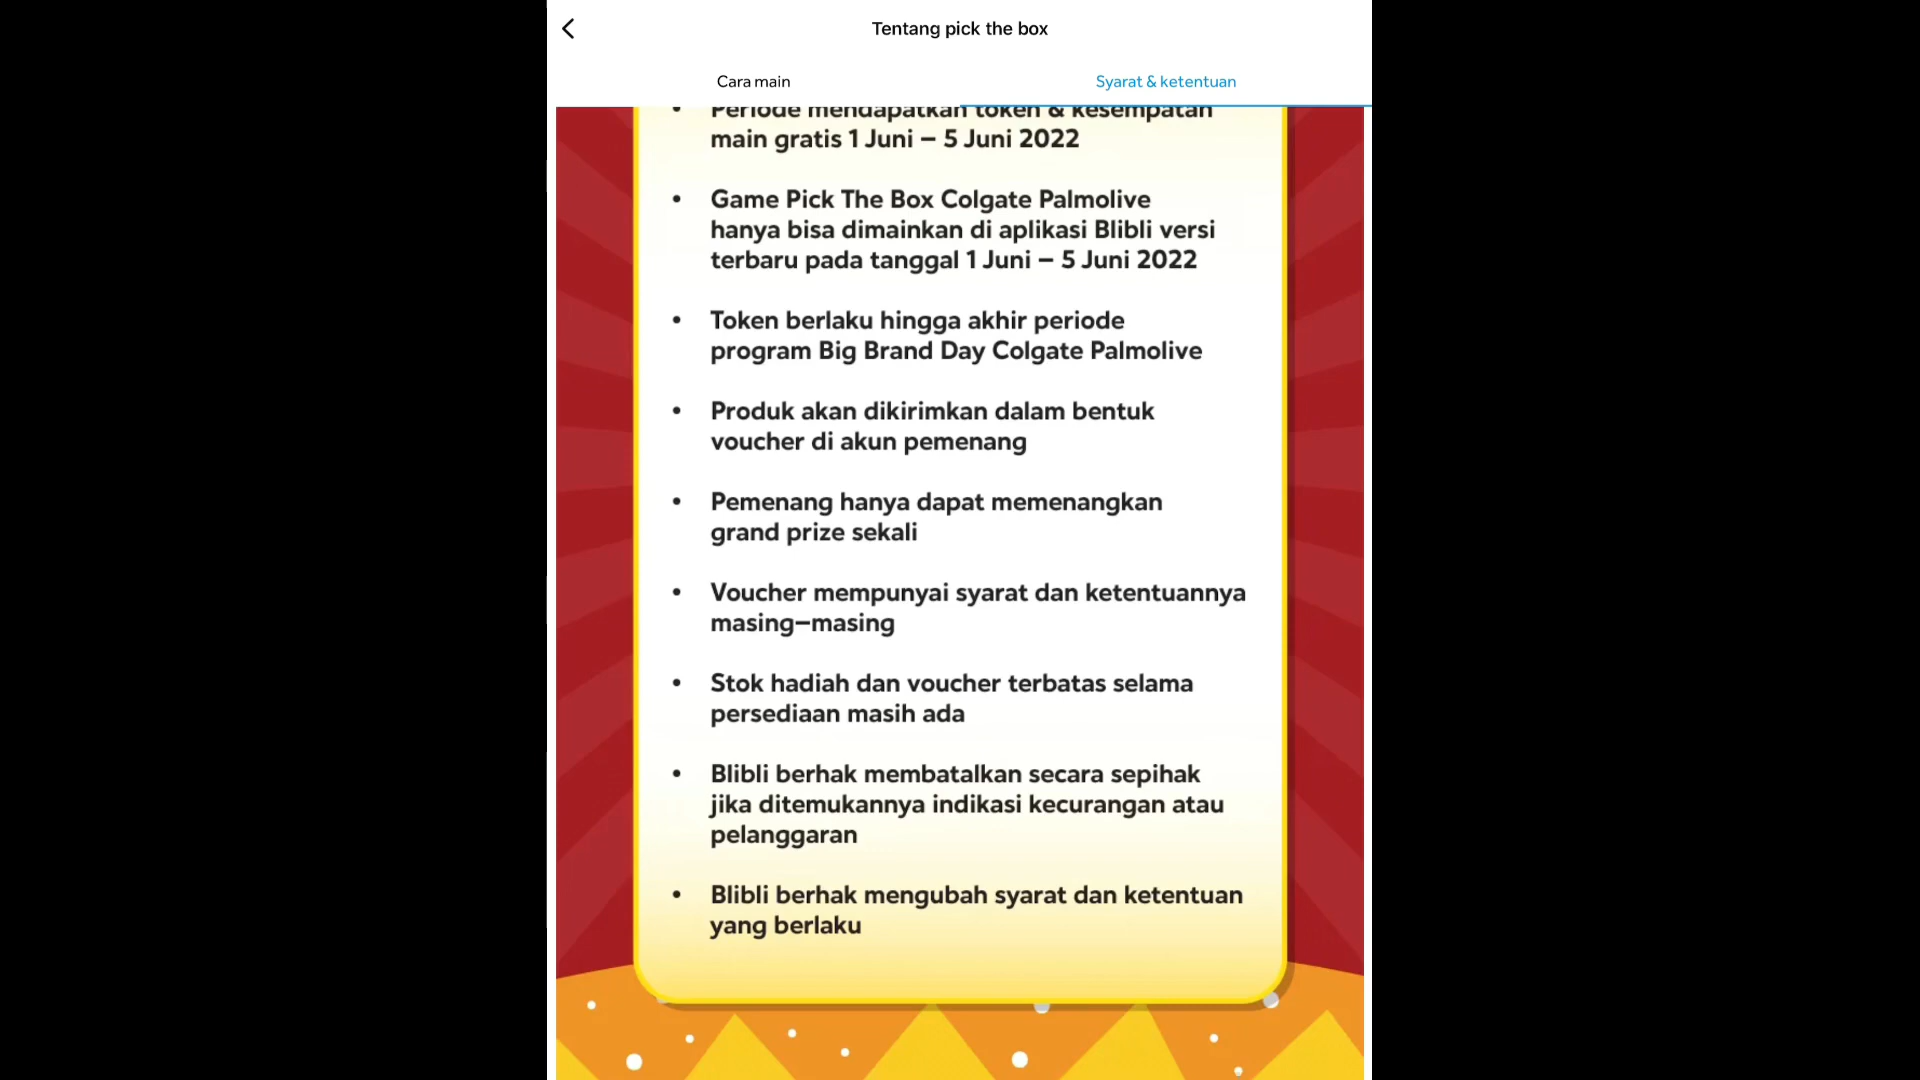 Tentang pick the box
Cara main
Syarat & ketentuan
• Periode mendapatkan token & kesempatan
main gratis 1 Juni – 5 Juni 2022
• Game Pick The Box Colgate Palmolive
hanya bisa dimainkan di aplikasi Blibli versi
terbaru pada tanggal 1 Juni – 5 Juni 2022
• Token berlaku hingga akhir periode
program Big Brand Day Colgate Palmolive
• Produk akan dikirimkan dalam bentuk
voucher di akun pemenang
• Pemenang hanya dapat memenangkan
grand prize sekali
• Voucher mempunyai syarat dan ketentuannya
masing–masing
• Stok hadiah dan voucher terbatas selama
persediaan masih ada
• Blibli berhak membatalkan secara sepihak
jika ditemukannya indikasi kecurangan atau
pelanggaran
• Blibli berhak mengubah syarat dan ketentuan
yang berlaku